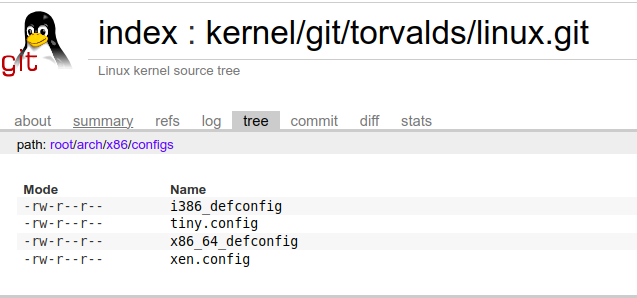 git
index : kernel/git/torvalds/linux.git
Linux kernel source tree
about summary refs log tree commit diff stats
path: root/arch/x86/configs
Mode Name
-rw-r--r-- i386_defconfig
-rw-r--r-- tiny.config
-rw-r--r-- x86_64_defconfig
-rw-r--r-- xen.config